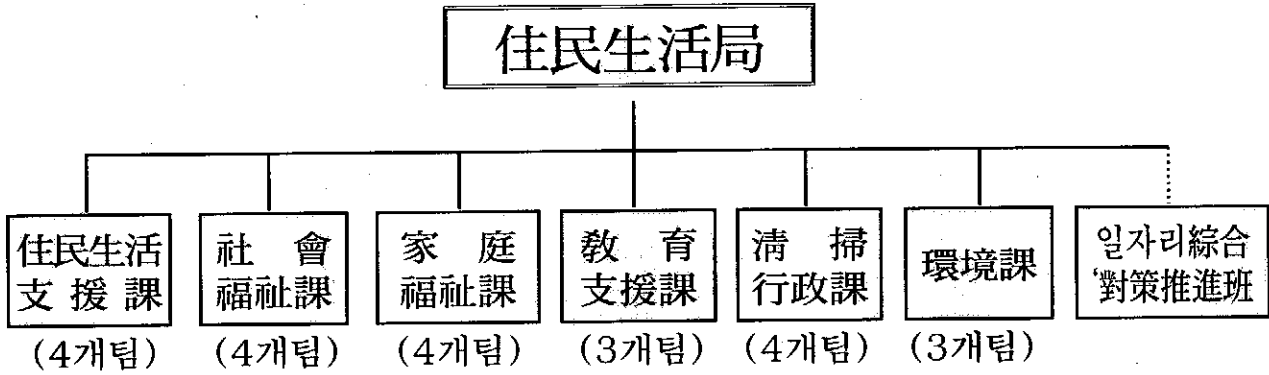 住民生活局
住民生活
支援課
社會
福祉課
家庭
福祉課
敎育
支援課
淸掃
行政課
環境課
일자리綜合
對策推進班
(4개팀)
(4개팀)
(4개팀)
(3개팀)
(4개팀)
(3개팀)